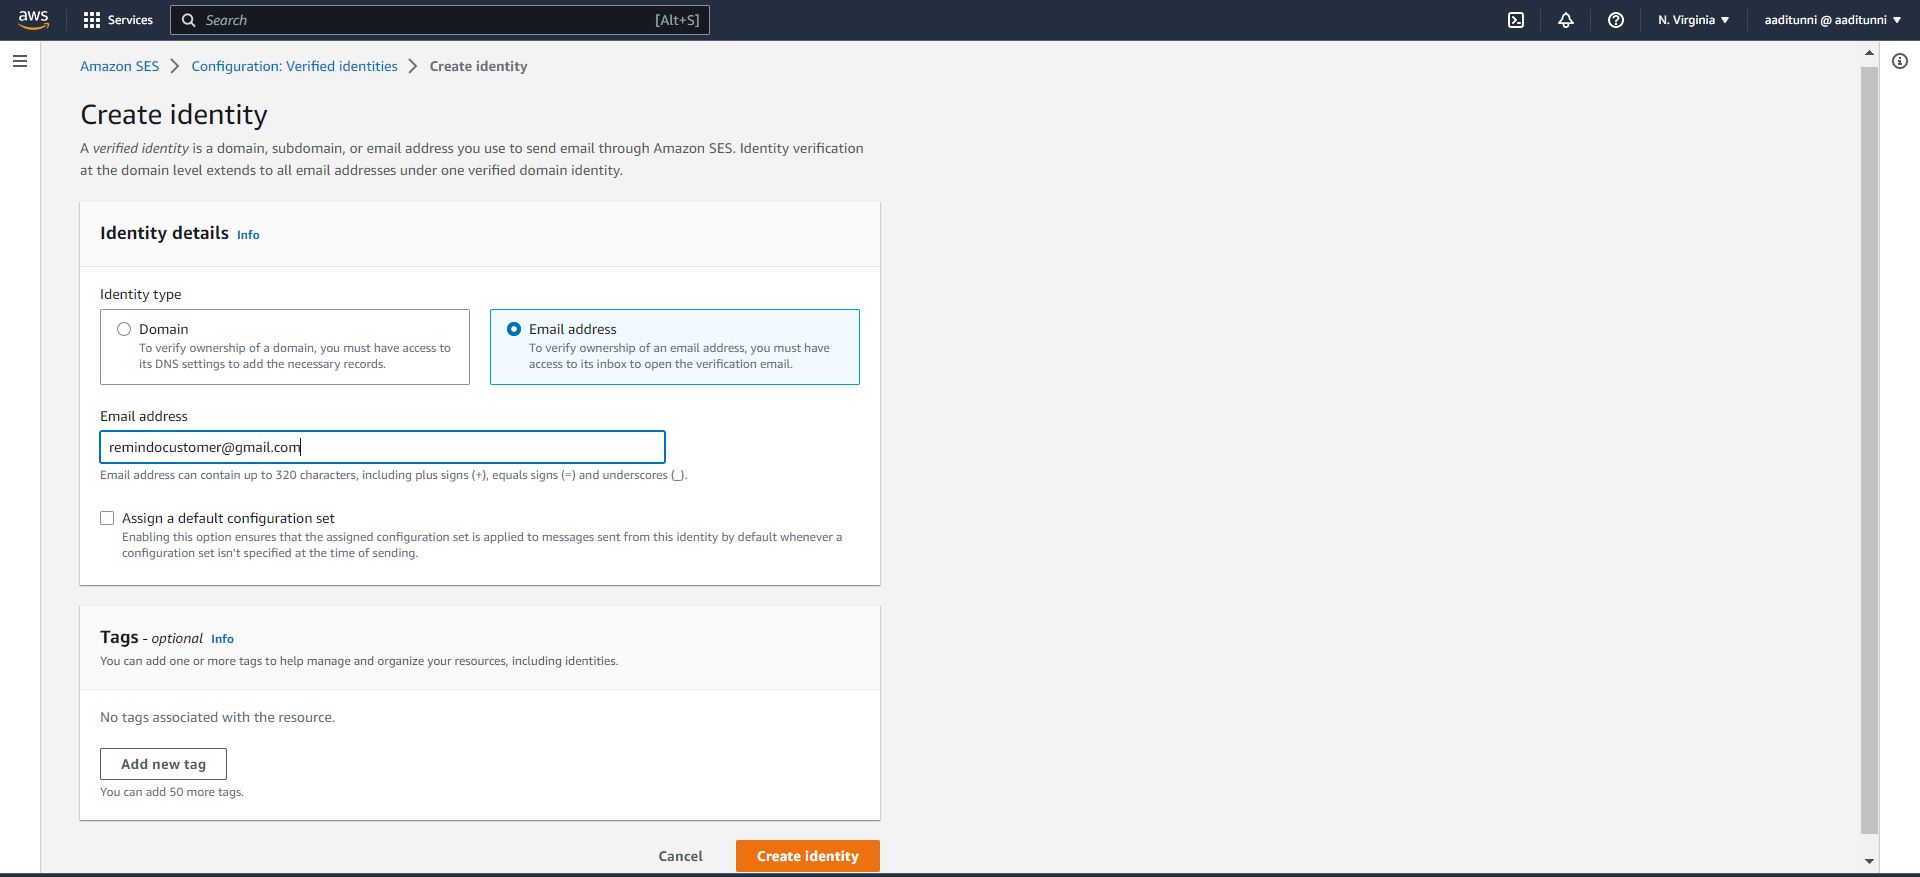 aws
Services
Search
[Alt+S]
N. Virginia
aaditunni @ aaditunni
Amazon SES
Configuration: Verified identities
Create identity
Create identity
A verified identity is a domain, subdomain, or email address you use to send email through Amazon SES. Identity verification
at the domain level extends to all email addresses under one verified domain identity.
Identity details Info
Identity type
Domain
To verify ownership of a domain, you must have access to
its DNS settings to add the necessary records.
Email address
To verify ownership of an email address, you must have
access to its inbox to open the verification email.
Email address
remindocustomer@gmail.com
Email address can contain up to 320 characters, including plus signs (+), equals signs (=) and underscores (_).
Assign a default configuration set
Enabling this option ensures that the assigned configuration set is applied to messages sent from this identity by default whenever a
configuration set isn't specified at the time of sending.
Tags - optional Info
You can add one or more tags to help manage and organize your resources, including identities.
No tags associated with the resource.
Add new tag
You can add 50 more tags.
Cancel
Create identity